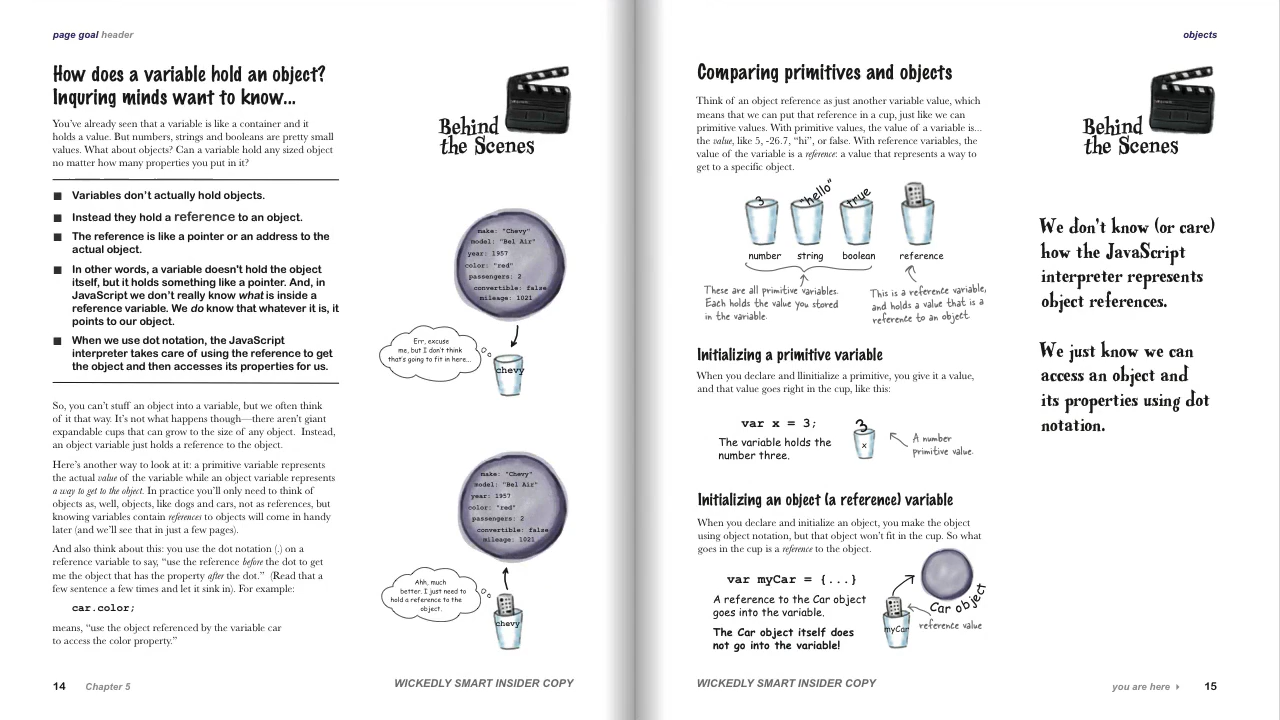 page goal header
How does a variable hold an object?
Inquring minds want to know...
You've already seen that a variable is like a container and it
holds a value. But numbers, strings and booleans are pretty small
values. What about objects? Can a variable hold any sized object
no matter how many properties you put in it?
■ Variables don't actually hold objects.
■ Instead they hold a reference to an object.
■ The reference is like a pointer or an address to the
actual object.
■ In other words, a variable doesn't hold the object
itself, but it holds something like a pointer. And, in
JavaScript we don't really know what is inside a
reference variable. We do know that whatever it is, it
points to our object.
■ When we use dot notation, the JavaScript
interpreter takes care of using the reference to get
the object and then accesses its properties for us.
So, you can't stuff an object into a variable, but we often think
of it that way. It's not what happens though—there aren't giant
expandable cups that can grow to the size of any object. Instead,
an object variable just holds a reference to the object.
Here's another way to look at it: a primitive variable represents
the actual value of the variable while an object variable represents
a way to get to the object. In practice you'll only need to think of
objects as, well, objects, like dogs and cars, not as references, but
knowing variables contain references to objects will come in handy
later (and we'll see that in just a few pages).
And also think about this: you use the dot notation (.) on a
reference variable to say, "use the reference before the dot to get
me the object that has the property after the dot." (Read that a
few sentence a few times and let it sink in). For example:
car.color;
means, "use the object referenced by the variable car
to access the color property."
Behind
the Scenes
make: "Chevy"
model: "Bel Air"
year: 1957
color: "red"
passengers: 2
convertible: false
mileage: 1021
Err, excuse
me, but I don't think
that's going to fit in here...
chevy
make: "Chevy"
model: "Bel Air"
year: 1957
color: "red"
passengers: 2
convertible: false
mileage: 1021
Ahh, much
better. I just need to
hold a reference to the
object.
chevy
14 Chapter 5
WICKEDLY SMART INSIDER COPY
objects
Comparing primitives and objects
Think of an object reference as just another variable value, which
means that we can put that reference in a cup, just like we can
primitive values. With primitive values, the value of a variable is...
the value, like 5, -26.7, "hi", or false. With reference variables, the
value of the variable is a reference: a value that represents a way to
get to a specific object.
3 "hello" true
number string boolean reference
These are all primitive variables.
Each holds the value you stored
in the variable.
This is a reference variable,
and holds a value that is a
reference to an object.
Initializing a primitive variable
When you declare and Ilinitialize a primitive, you give it a value,
and that value goes right in the cup, like this:
var x = 3;
The variable holds the
number three.
3
x
A number
primitive value.
Initializing an object (a reference) variable
When you declare and initialize an object, you make the object
using object notation, but that object won't fit in the cup. So what
goes in the cup is a reference to the object.
var myCar = {...}
A reference to the Car object
goes into the variable.
The Car object itself does
not go into the variable!
myCar
Car object
reference value
Behind
the Scenes
We don't know (or care)
how the JavaScript
interpreter represents
object references.
We just know we can
access an object and
its properties using dot
notation.
WICKEDLY SMART INSIDER COPY
you are here 15